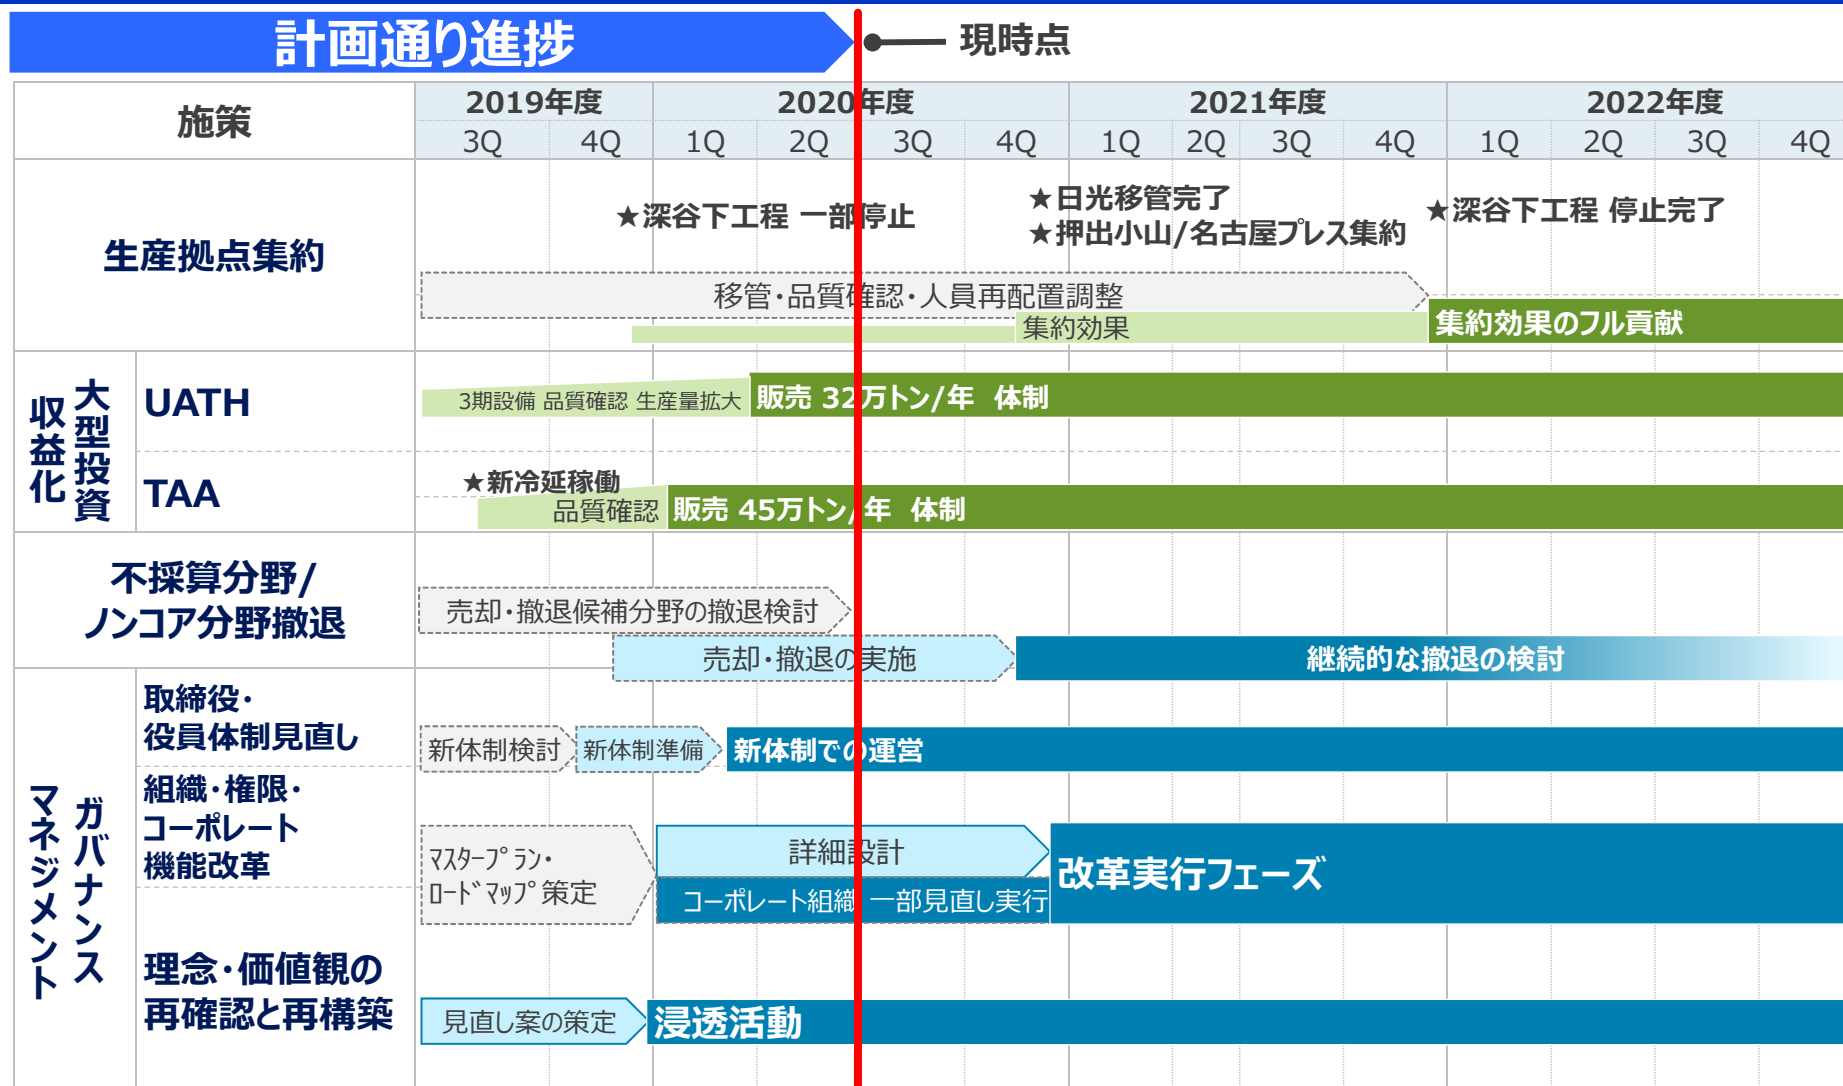 計画通り進捗
現時点
施策
2019年度
2020年度
2021年度
2022年度
3Q
4Q
1Q
2Q
3Q
4Q
1Q
2Q
3Q
4Q
1Q
2Q
3Q
4Q
生産拠点集約
★深谷下工程 一部停止
★日光移管完了
★押出小山/名古屋プレス集約
★深谷下工程 停止完了
移管・品質確認・人員再配置調整
集約効果
集約効果のフル貢献
大型投資
収益化
UATH
3期設備 品質確認 生産量拡大
販売 32万トン/年 体制
TAA
★新冷延稼働
品質確認
販売 45万トン/年 体制
不採算分野/
ノンコア分野撤退
売却・撤退候補分野の撤退検討
売却・撤退の実施
継続的な撤退の検討
ガバナンス
マネジメント
取締役・
役員体制見直し
新体制検討
新体制準備
新体制での運営
組織・権限・
コーポレート
機能改革
ﾏｽﾀｰﾌﾟﾗﾝ・
ﾛｰﾄﾞﾏｯﾌﾟ策定
詳細設計
コーポレート組織 一部見直し実行
改革実行フェーズ
理念・価値観の
再確認と再構築
見直し案の策定
浸透活動